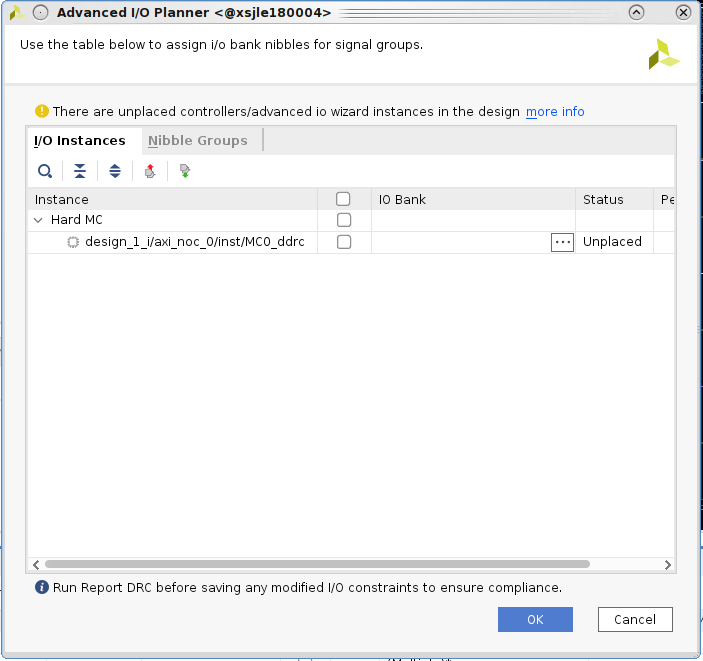 Advanced I/O Planner <@xsjle180004>
Use the table below to assign i/o bank nibbles for signal groups.
There are unplaced controllers/advanced io wizard instances in the design more info
I/O Instances Nibble Groups
Instance IO Bank Status Pe
Hard MC
design_1_i/axi_noc_0/inst/MC0_ddrc ... Unplaced
Run Report DRC before saving any modified I/O constraints to ensure compliance.
OK Cancel